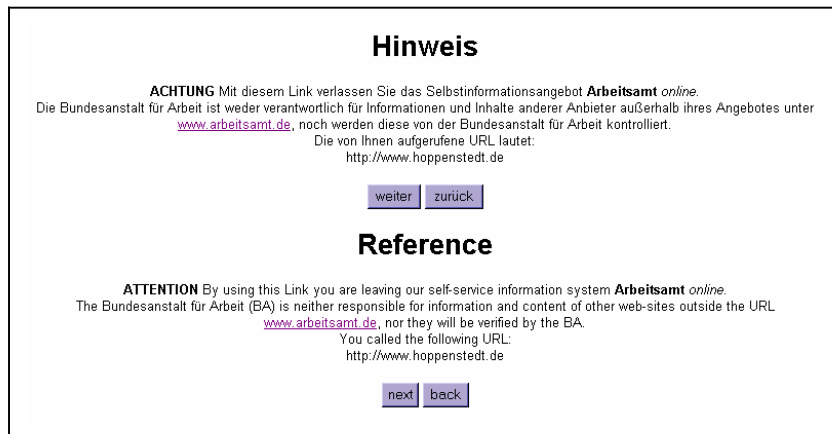 Hinweis
ACHTUNG Mit diesem Link verlassen Sie das Selbstinformationsangebot Arbeitsamt online.
Die Bundesanstalt für Arbeit ist weder verantwortlich für Informationen und Inhalte anderer Anbieter außerhalb ihres Angebotes unter
www.arbeitsamt.de, noch werden diese von der Bundesanstalt für Arbeit kontrolliert.
Die von Ihnen aufgerufene URL lautet:
http://www.hoppenstedt.de
weiter zurück
Reference
ATTENTION By using this Link you are leaving our self-service information system Arbeitsamt online.
The Bundesanstalt für Arbeit (BA) is neither responsible for information and content of other web-sites outside the URL
www.arbeitsamt.de, nor they will be verified by the BA.
You called the following URL:
http://www.hoppenstedt.de
next back